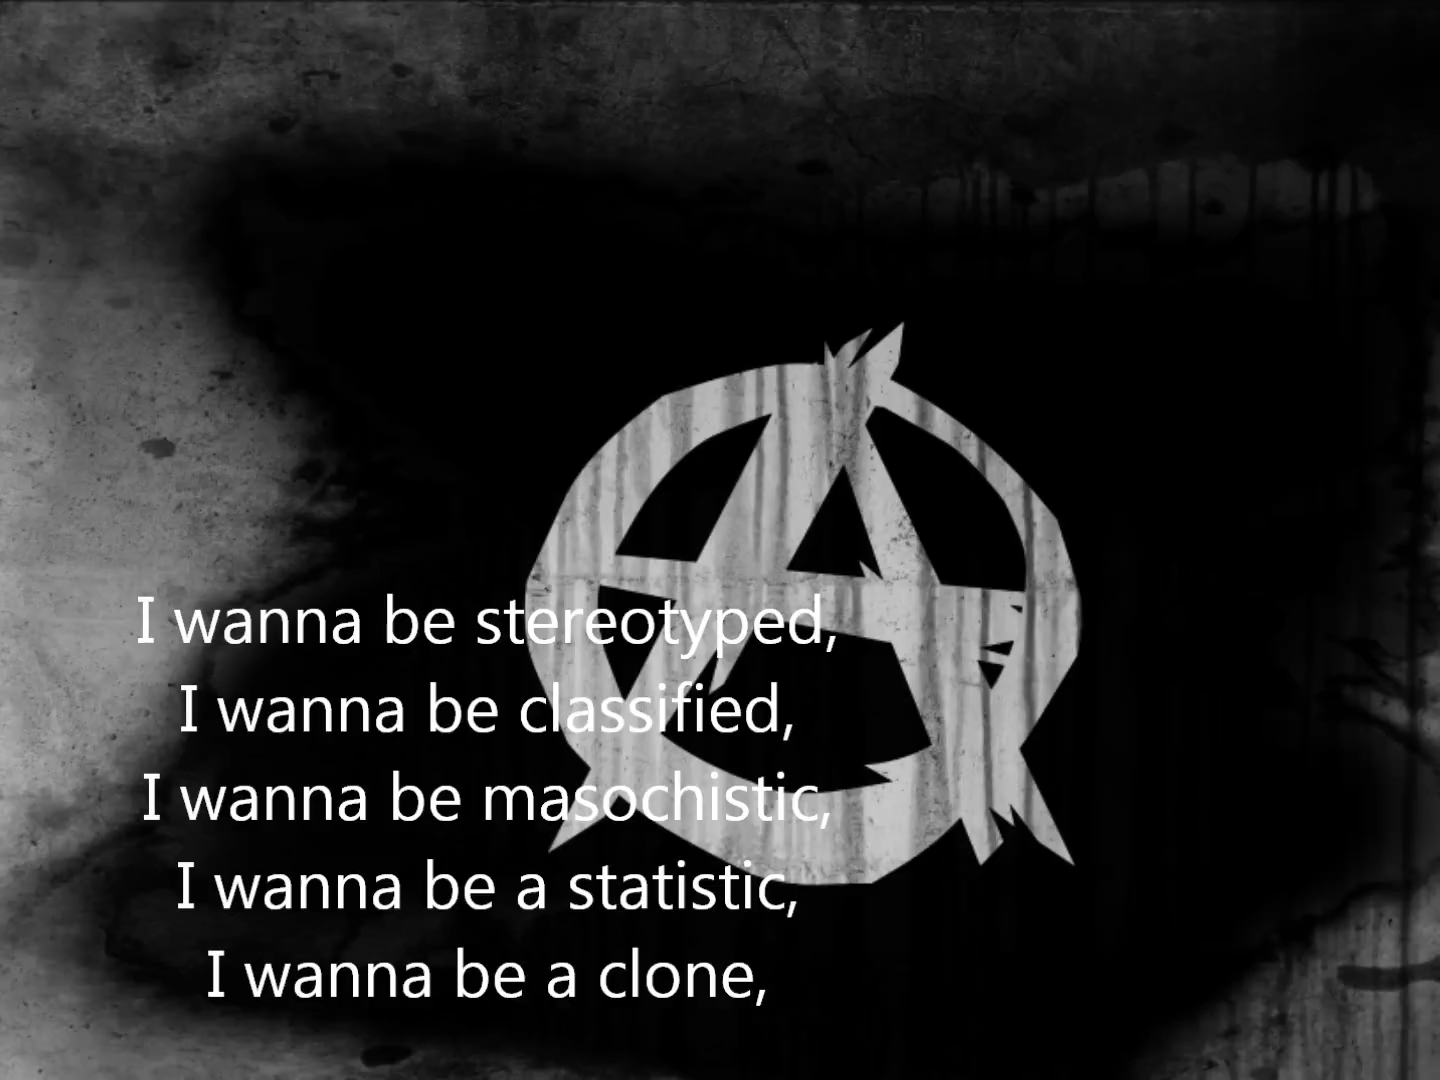 I wanna be stereotyped,
I wanna be classified,
I wanna be masochistic,
I wanna be a statistic,
I wanna be a clone,